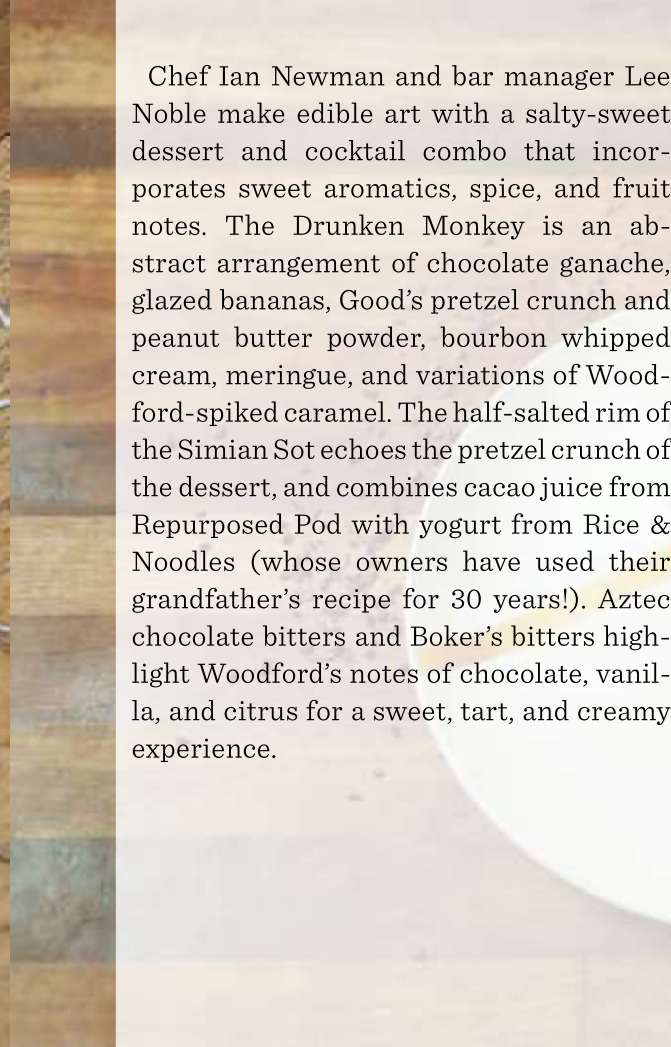 Chef Ian Newman and bar manager Lee
Noble make edible art with a salty-sweet
dessert and cocktail combo that incor-
porates sweet aromatics, spice, and fruit
notes. The Drunken Monkey is an ab-
stract arrangement of chocolate ganache,
glazed bananas, Good’s pretzel crunch and
peanut butter powder, bourbon whipped
cream, meringue, and variations of Wood-
ford-spiked caramel. The half-salted rim of
the Simian Sot echoes the pretzel crunch of
the dessert, and combines cacao juice from
Repurposed Pod with yogurt from Rice &
Noodles (whose owners have used their
grandfather’s recipe for 30 years!). Aztec
chocolate bitters and Boker’s bitters high-
light Woodford’s notes of chocolate, vanil-
la, and citrus for a sweet, tart, and creamy
experience.